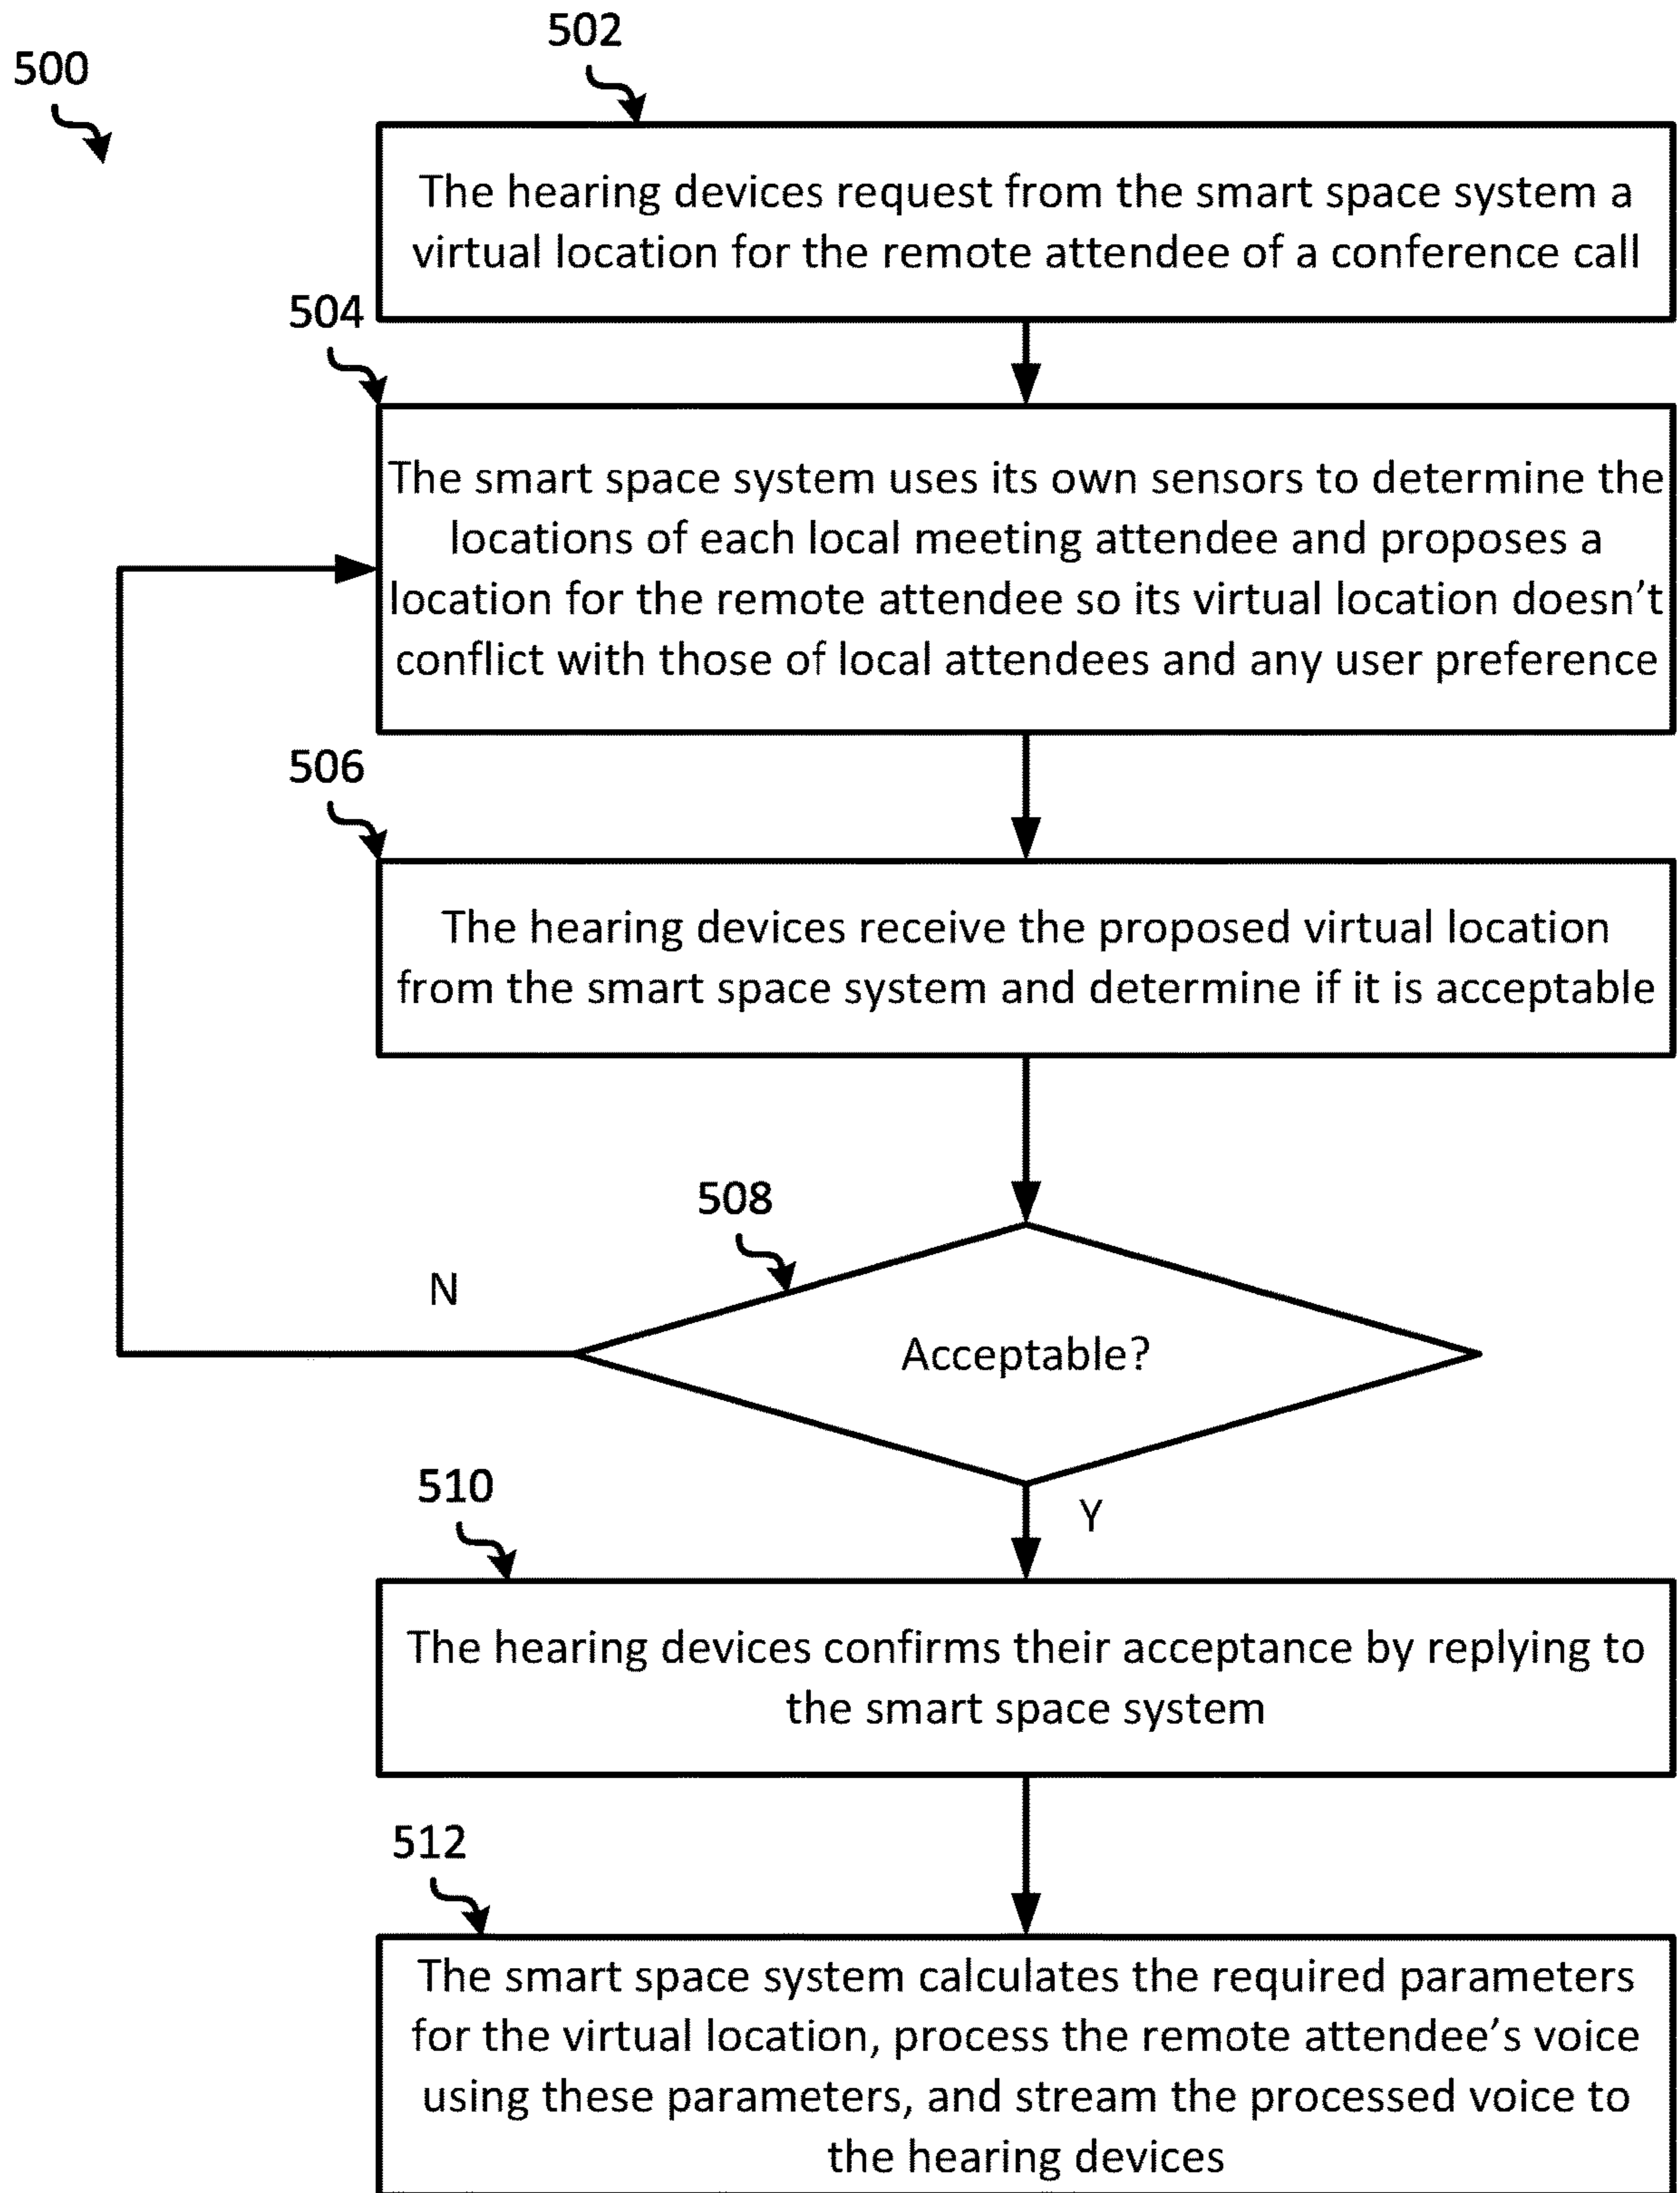 500
502
The hearing devices request from the smart space system a
virtual location for the remote attendee of a conference call
504
The smart space system uses its own sensors to determine the
locations of each local meeting attendee and proposes a
location for the remote attendee so its virtual location doesn’t
conflict with those of local attendees and any user preference
506
The hearing devices receive the proposed virtual location
from the smart space system and determine if it is acceptable
508
N
Acceptable?
Y
510
The hearing devices confirms their acceptance by replying to
the smart space system
512
The smart space system calculates the required parameters
for the virtual location, process the remote attendee’s voice
using these parameters, and stream the processed voice to
the hearing devices